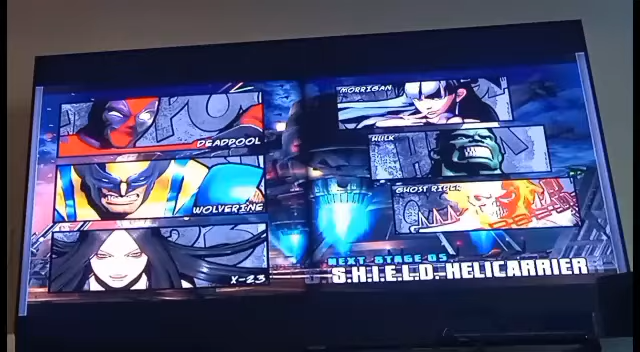 DEADPOOL
WOLVERINE
X-23
MORRIGAN
HULK
GHOST RIDER
NEXT STAGE 05
S.H.I.E.L.D. HELICARRIER